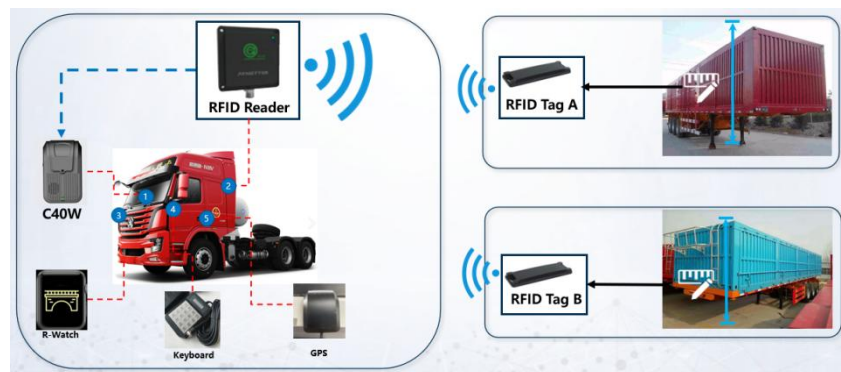 RFID Reader
C40W
1
2
3
4
5
R-Watch
Keyboard
GPS
RFID Tag A
RFID Tag B